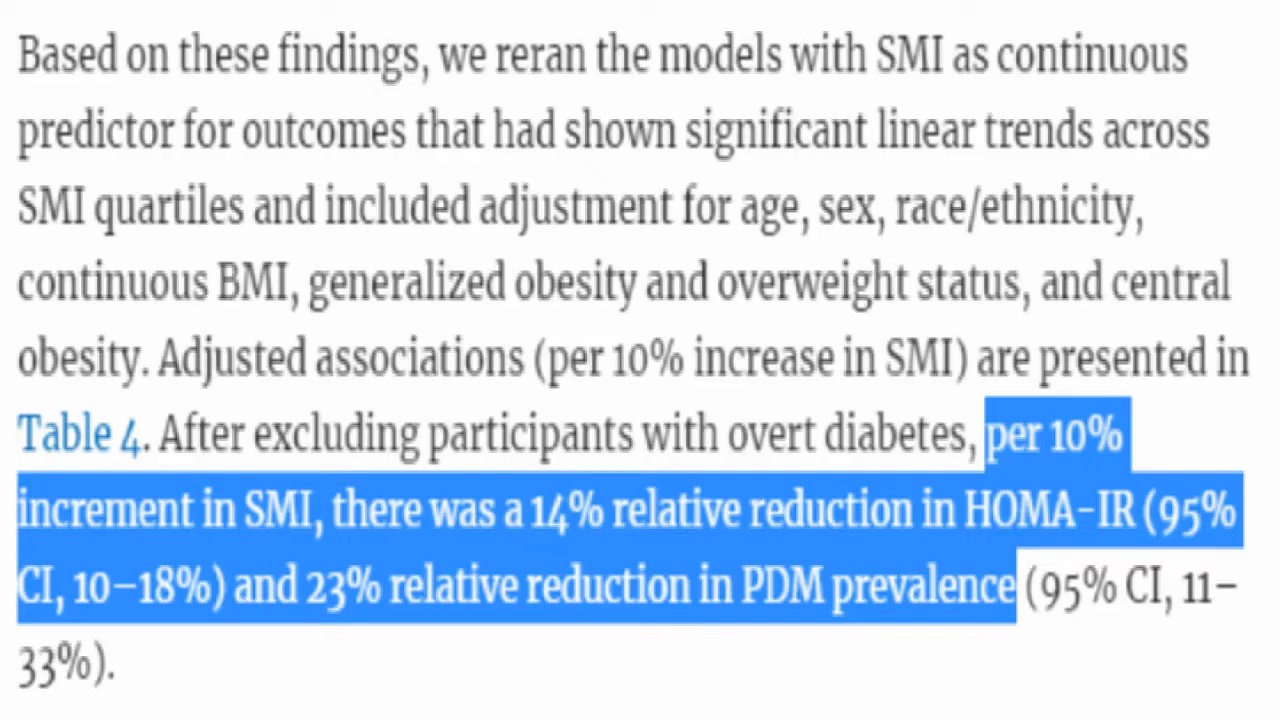 Based on these findings, we reran the models with SMI as continuous
predictor for outcomes that had shown significant linear trends across
SMI quartiles and included adjustment for age, sex, race/ethnicity,
continuous BMI, generalized obesity and overweight status, and central
obesity. Adjusted associations (per 10% increase in SMI) are presented in
Table 4. After excluding participants with overt diabetes, per 10%
increment in SMI, there was a 14% relative reduction in HOMA-IR (95%
CI, 10–18%) and 23% relative reduction in PDM prevalence (95% CI, 11–
33%).